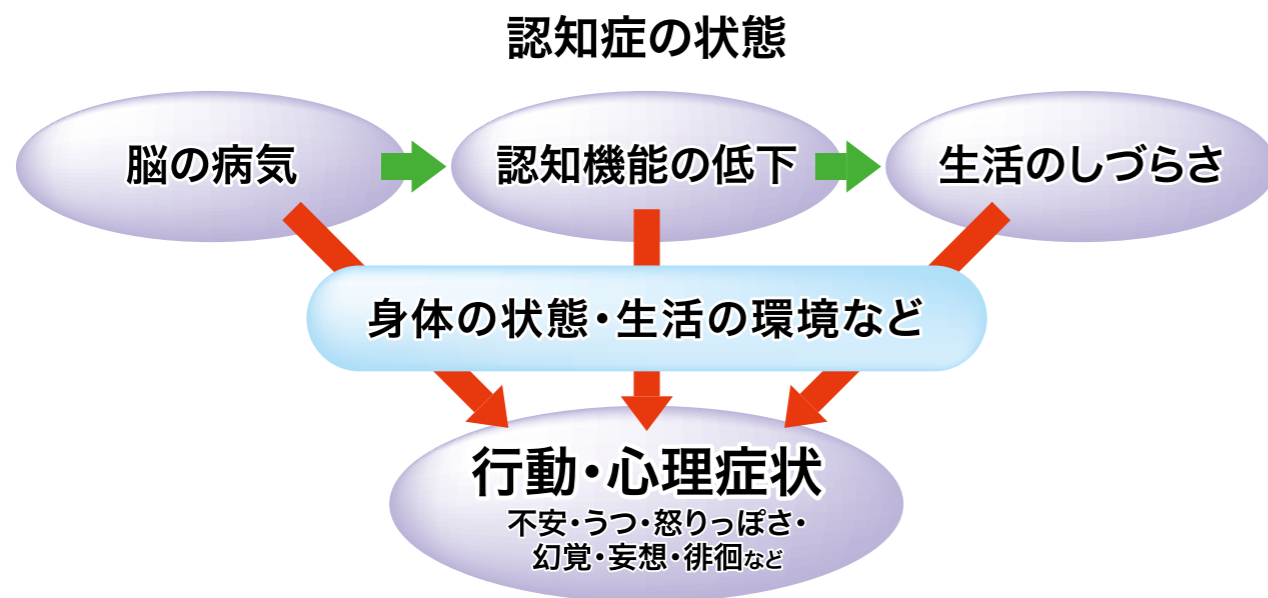 認知症の状態
脳の病気
認知機能の低下
生活のしづらさ
身体の状態・生活の環境など
行動・心理症状
不安・うつ・怒りっぽさ・
幻覚・妄想・徘徊など